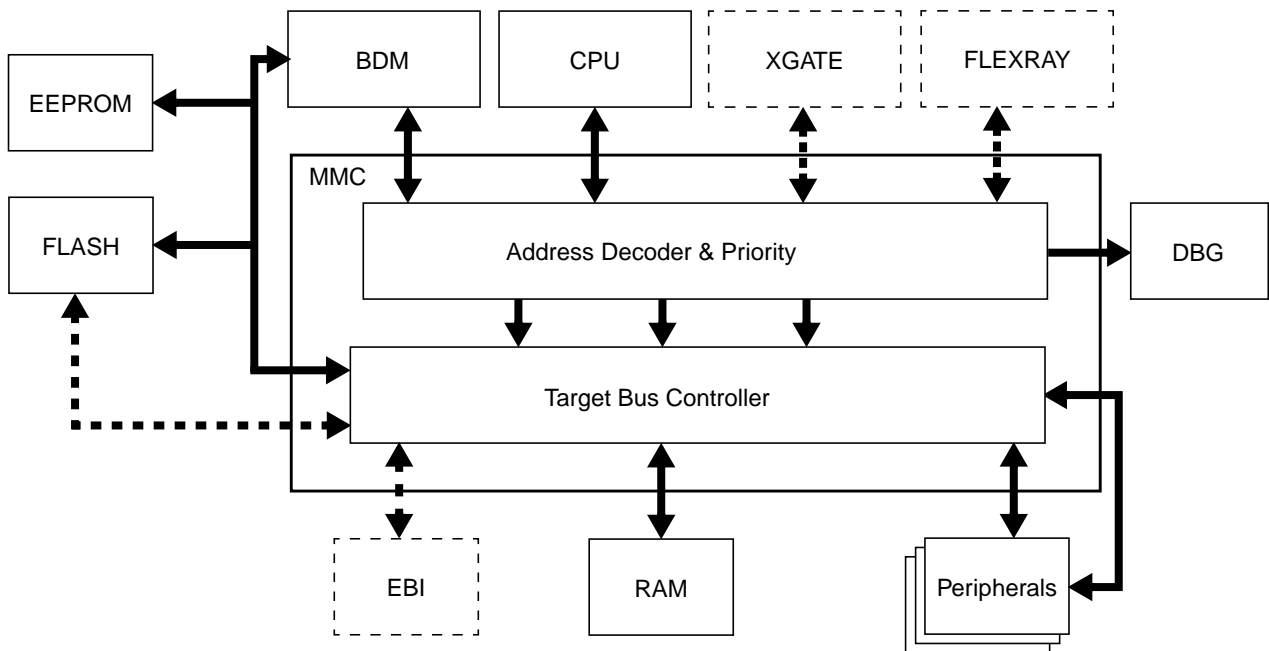 BDM
CPU
XGATE
FLEXRAY
EEPROM
MMC
FLASH
Address Decoder & Priority
DBG
Target Bus Controller
EBI
RAM
Peripherals